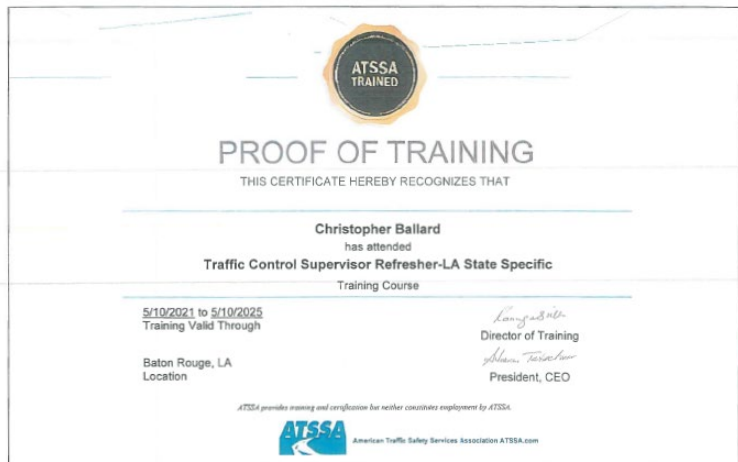 ATSSA
TRAINED
PROOF OF TRAINING
THIS CERTIFICATE HEREBY RECOGNIZES THAT
Christopher Ballard
has attended
Traffic Control Supervisor Refresher-LA State Specific
Training Course
5/10/2021 to 5/10/2025
Training Valid Through
Director of Training
Baton Rouge, LA
Location
President, CEO
ATSSA provides training and certification but neither constitutes employment by ATSSA.
ATSSA
American Traffic Safety Services Association ATSSA.com